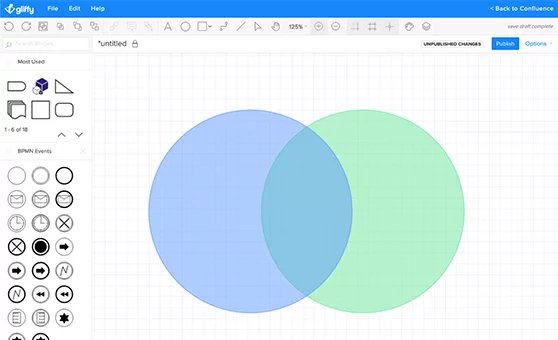 gliffy File Edit Help < Back to Confluence
125% save draft complete
Search Shapes
*untitled UNPUBLISHED CHANGES Publish Options
Most Used
1 - 6 of 18
BPMN Events
N
N